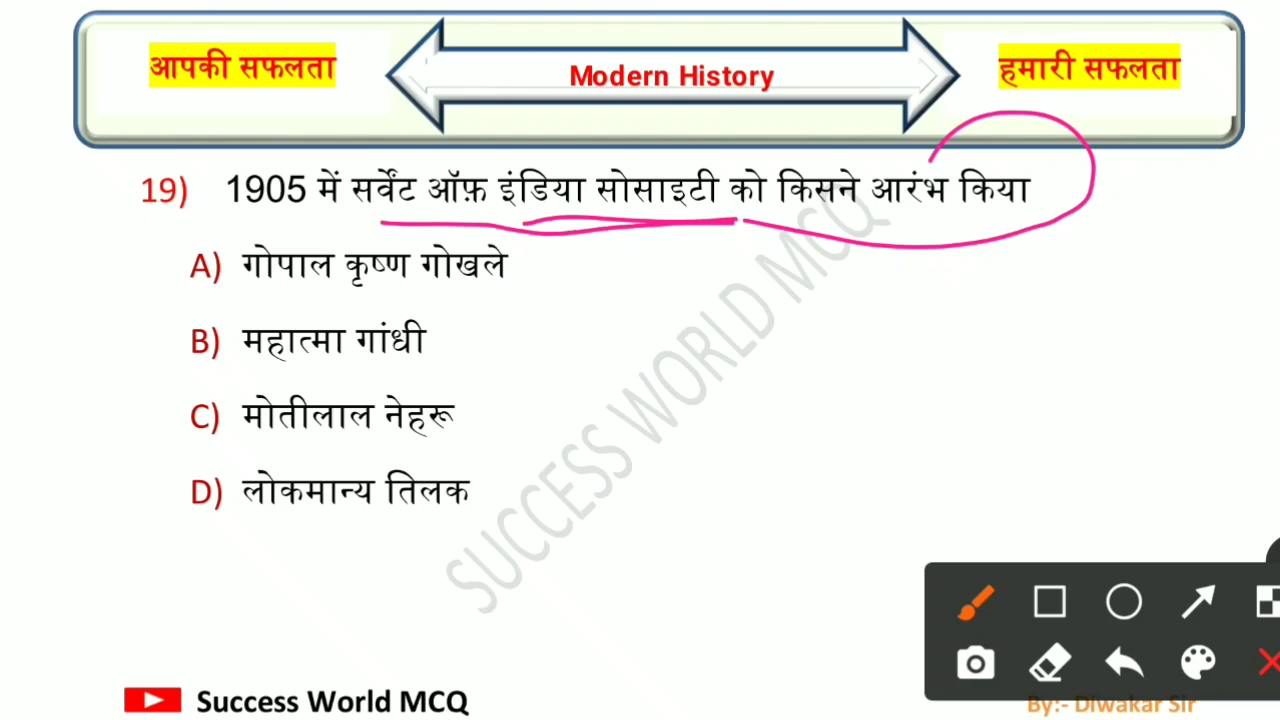 आपकी सफलता
Modern History
हमारी सफलता
19) 1905 में सर्वेंट ऑफ़ इंडिया सोसाइटी को किसने आरंभ किया
A) गोपाल कृष्ण गोखले
B) महात्मा गांधी
C) मोतीलाल नेहरू
D) लोकमान्य तिलक
SUCCESS WORLD MCQ
Success World MCQ
By:- Diwakar Sir